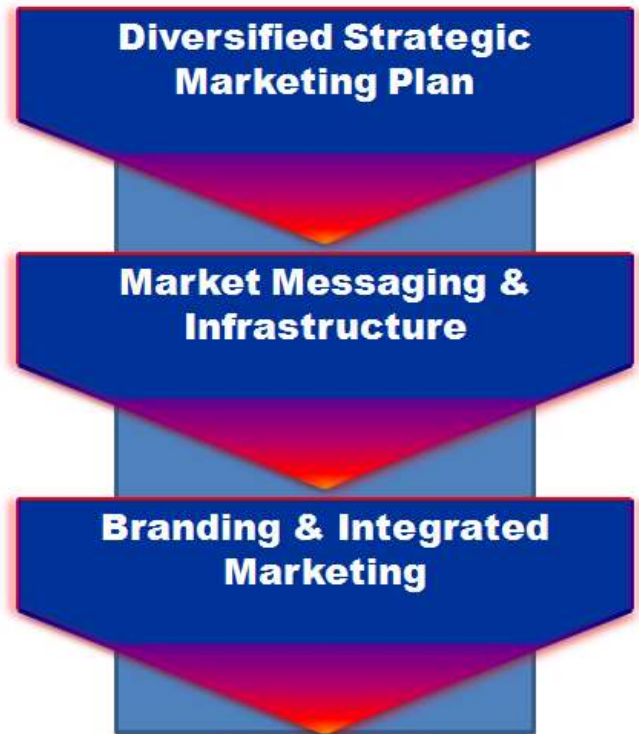 Diversified Strategic
Marketing Plan
Market Messaging &
Infrastructure
Branding & Integrated
Marketing